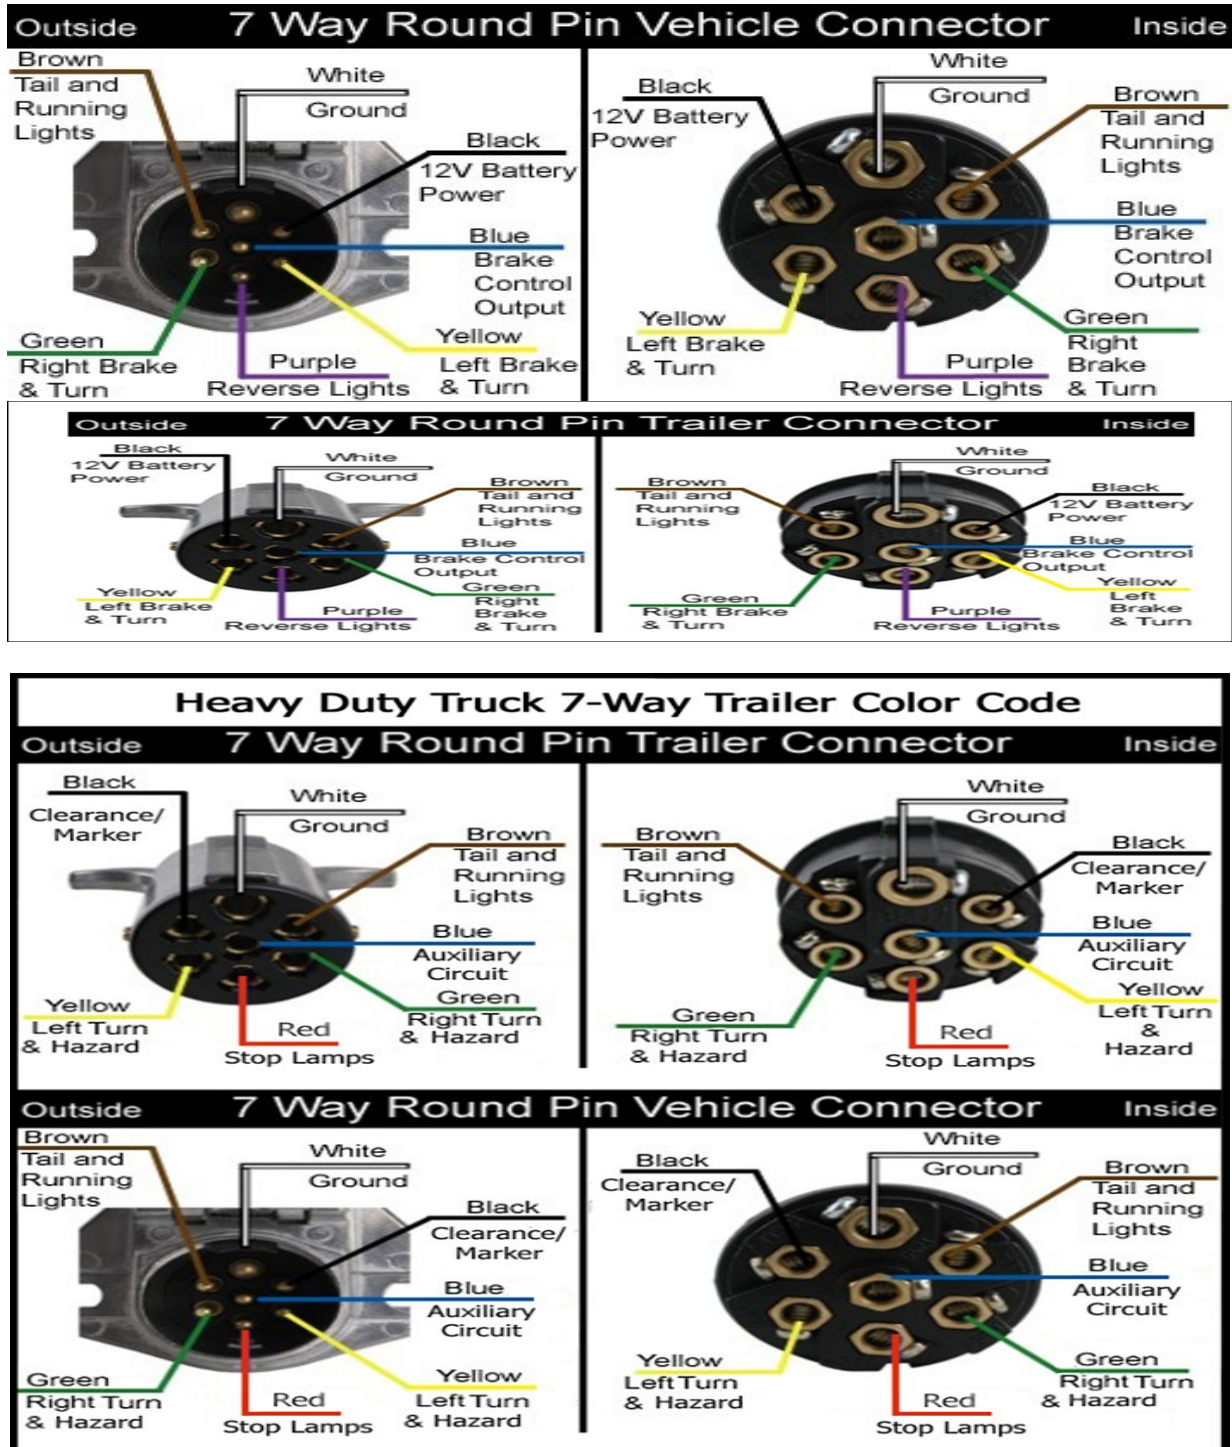 Outside 7 Way Round Pin Vehicle Connector Inside
Brown
Tail and
Running
Lights
White
Ground
Black
12V Battery
Power
Blue
Brake
Control
Output
Green
Right Brake
& Turn
Purple
Reverse Lights
Yellow
Left Brake
& Turn
White
Ground
Black
12V Battery
Power
Brown
Tail and
Running
Lights
Blue
Brake
Control
Output
Yellow
Left Brake
& Turn
Purple
Reverse Lights
Green
Right
Brake
& Turn
Outside 7 Way Round Pin Trailer Connector Inside
Black
12V Battery
Power
White
Ground
Brown
Tail and
Running
Lights
Blue
Brake Control
Output
Yellow
Left Brake
& Turn
Purple
Reverse Lights
Green
Right
Brake
& Turn
Brown
Tail and
Running
Lights
White
Ground
Black
12V Battery
Power
Blue
Brake Control
Output
Green
Right Brake
& Turn
Purple
Reverse Lights
Yellow
Left
Brake
& Turn
Heavy Duty Truck 7-Way Trailer Color Code
Outside 7 Way Round Pin Trailer Connector Inside
Black
Clearance/
Marker
White
Ground
Brown
Tail and
Running
Lights
Blue
Auxiliary
Circuit
Yellow
Left Turn
& Hazard
Red
Stop Lamps
Green
Right Turn
& Hazard
Brown
Tail and
Running
Lights
White
Ground
Black
Clearance/
Marker
Blue
Auxiliary
Circuit
Green
Right Turn
& Hazard
Red
Stop Lamps
Yellow
Left Turn
&
Hazard
Outside 7 Way Round Pin Vehicle Connector Inside
Brown
Tail and
Running
Lights
White
Ground
Black
Clearance/
Marker
Blue
Auxiliary
Circuit
Green
Right Turn
& Hazard
Red
Stop Lamps
Yellow
Left Turn
& Hazard
White
Ground
Black
Clearance/
Marker
Brown
Tail and
Running
Lights
Blue
Auxiliary
Circuit
Yellow
Left Turn
& Hazard
Red
Stop Lamps
Green
Right Turn
& Hazard